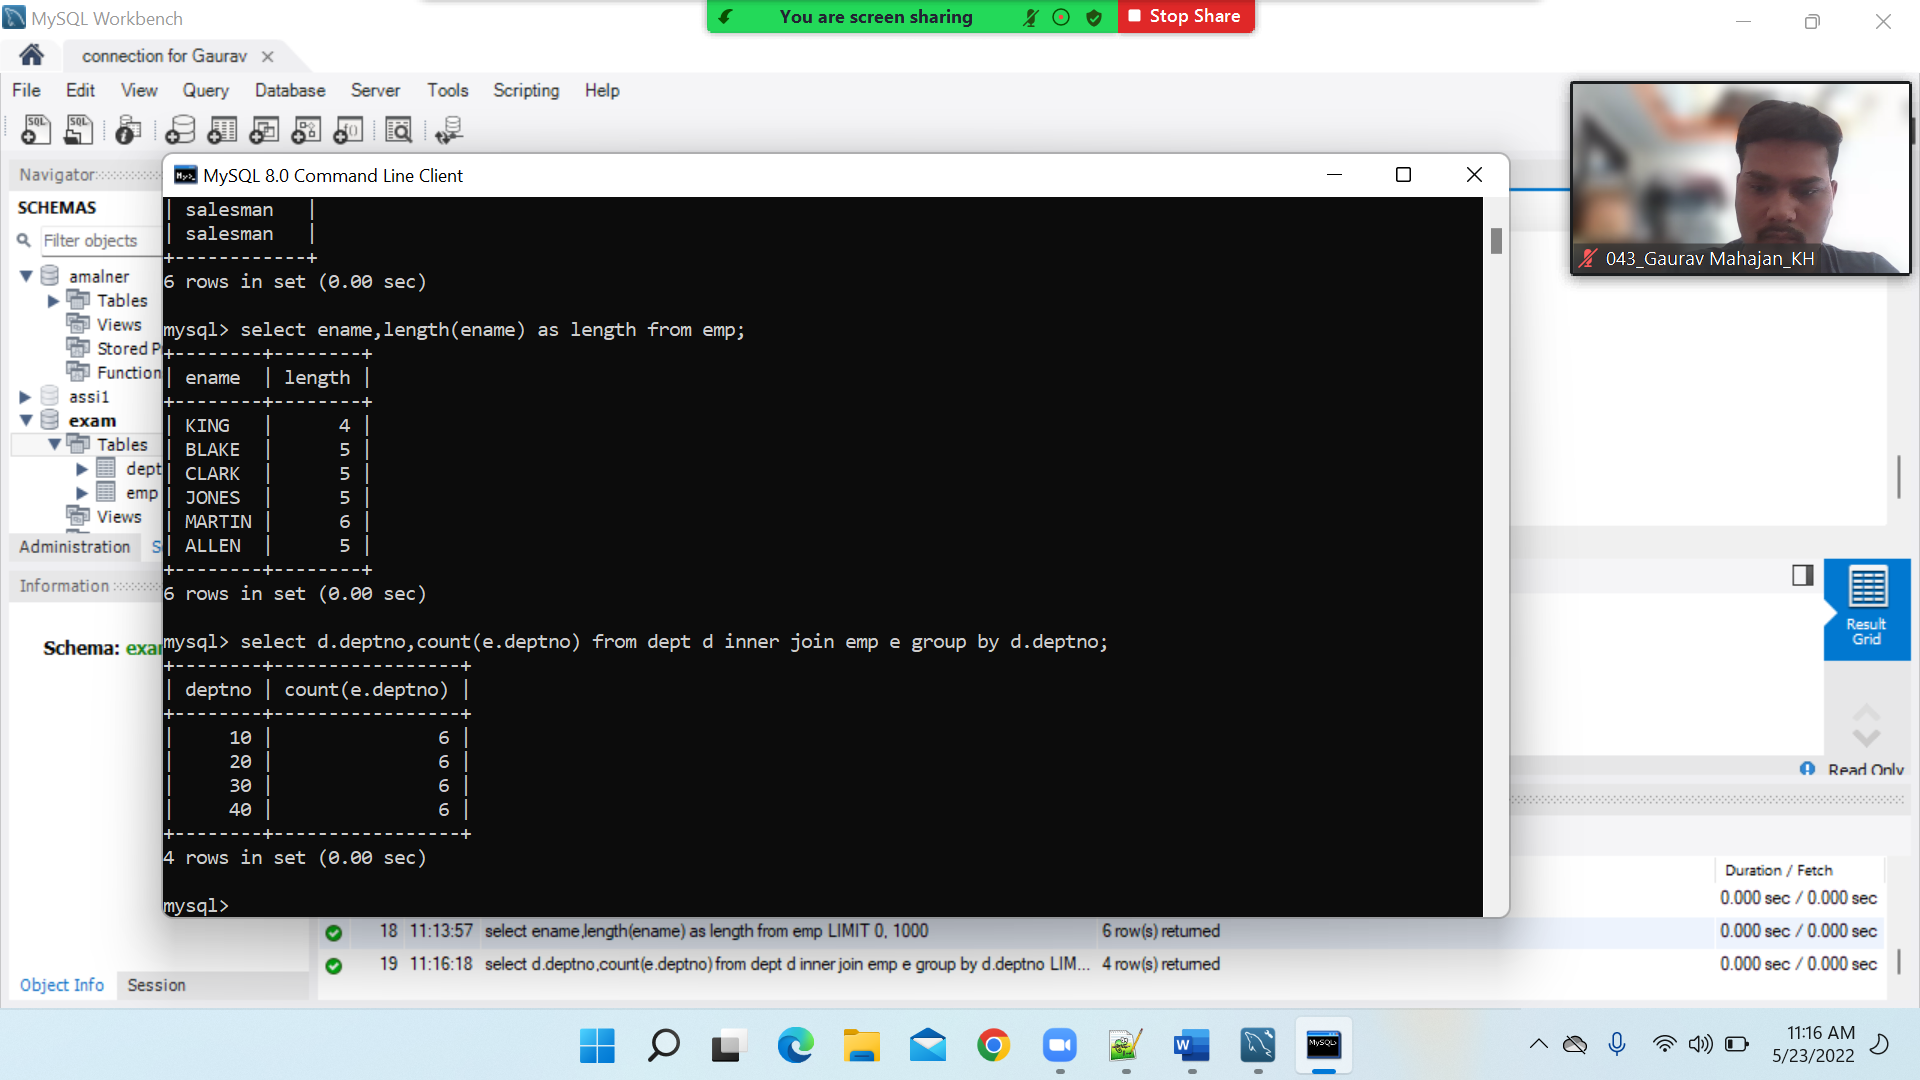 MySQL Workbench
You are screen sharing
Stop Share
connection for Gaurav
File Edit View Query Database Server Tools Scripting Help
SQL SQL
043_Gaurav Mahajan_KH
Navigator
SCHEMAS
Filter objects
amalner
Tables
Views
Stored P
Function
assi1
exam
Tables
dept
emp
Views
Administration S
Information
Schema: exam
MySQL 8.0 Command Line Client
| salesman   |
| salesman   |
+------------+
6 rows in set (0.00 sec)
mysql> select ename,length(ename) as length from emp;
+--------+--------+
| ename  | length |
+--------+--------+
| KING   |      4 |
| BLAKE  |      5 |
| CLARK  |      5 |
| JONES  |      5 |
| MARTIN |      6 |
| ALLEN  |      5 |
+--------+--------+
6 rows in set (0.00 sec)
mysql> select d.deptno,count(e.deptno) from dept d inner join emp e group by d.deptno;
+--------+-----------------+
| deptno | count(e.deptno) |
+--------+-----------------+
|     10 |               6 |
|     20 |               6 |
|     30 |               6 |
|     40 |               6 |
+--------+-----------------+
4 rows in set (0.00 sec)
mysql>
Result
Grid
Read Only
Duration / Fetch
0.000 sec / 0.000 sec
18 11:13:57 select ename,length(ename) as length from emp LIMIT 0, 1000 6 row(s) returned 0.000 sec / 0.000 sec
19 11:16:18 select d.deptno,count(e.deptno) from dept d inner join emp e group by d.deptno LIM... 4 row(s) returned 0.000 sec / 0.000 sec
Object Info Session
11:16 AM
5/23/2022